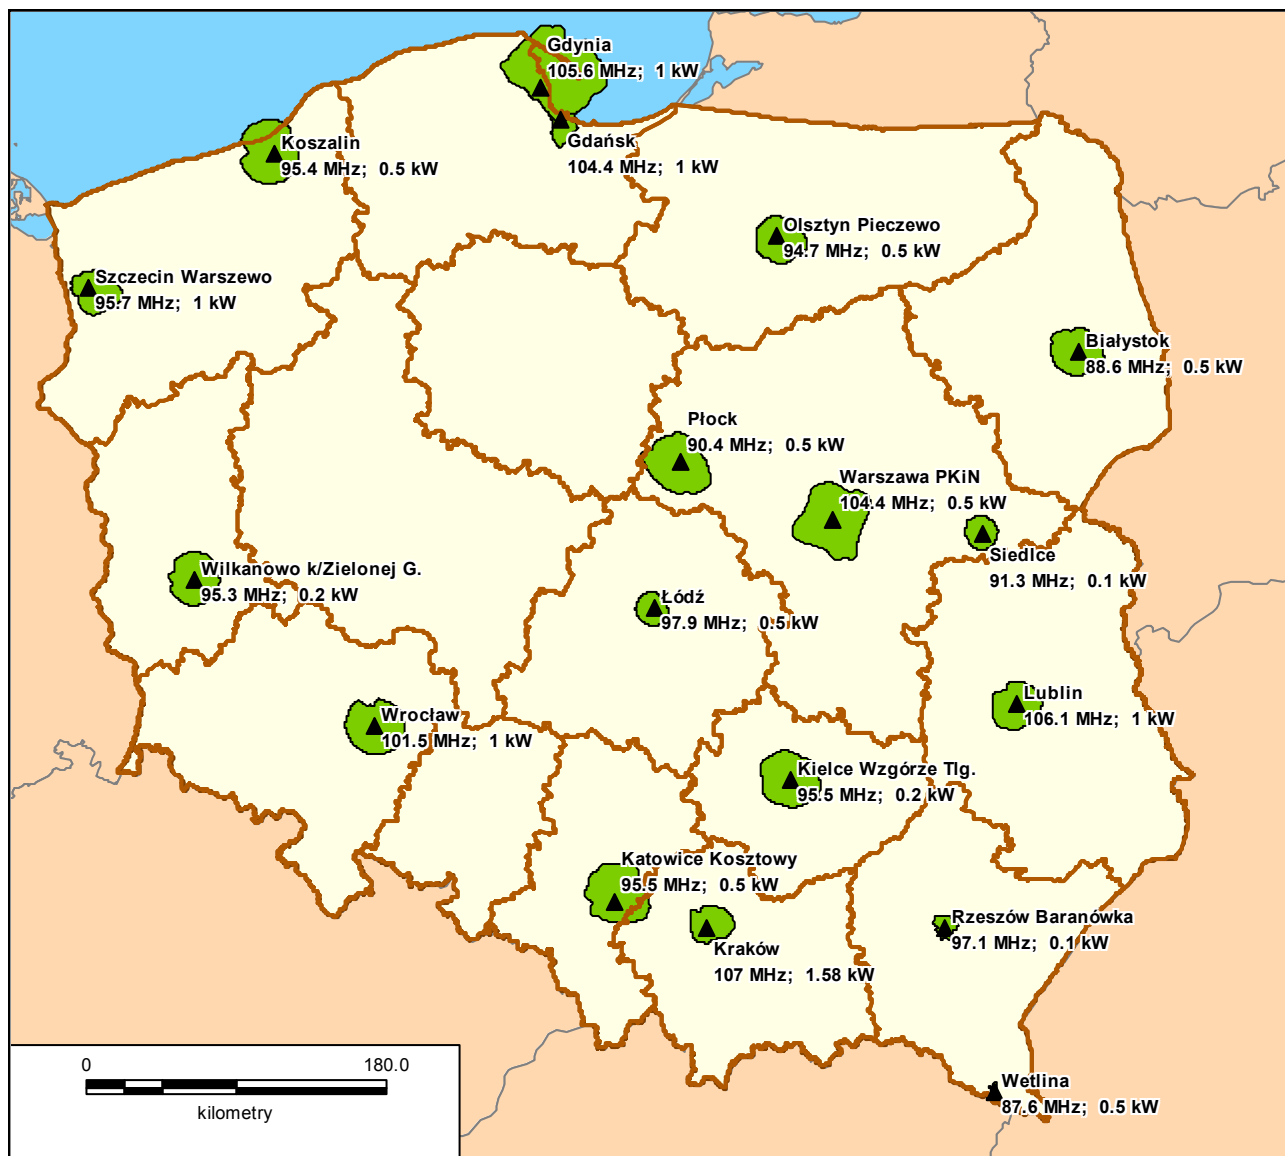 Gdynia
105.6 MHz; 1 kW
Gdańsk
104.4 MHz; 1 kW
Koszalin
95.4 MHz; 0.5 kW
Olsztyn Pieczewo
94.7 MHz; 0.5 kW
Szczecin Warszewo
95.7 MHz; 1 kW
Białystok
88.6 MHz; 0.5 kW
Płock
90.4 MHz; 0.5 kW
Warszawa PKiN
104.4 MHz; 0.5 kW
Siedlce
91.3 MHz; 0.1 kW
Wilkanowo k/Zielonej G.
95.3 MHz; 0.2 kW
Łódź
97.9 MHz; 0.5 kW
Lublin
106.1 MHz; 1 kW
Wrocław
101.5 MHz; 1 kW
Kielce Wzgórze Tlg.
95.5 MHz; 0.2 kW
Katowice Kosztowy
95.5 MHz; 0.5 kW
Rzeszów Baranówka
97.1 MHz; 0.1 kW
Kraków
107 MHz; 1.58 kW
Wetlina
87.6 MHz; 0.5 kW
0 180.0
kilometry